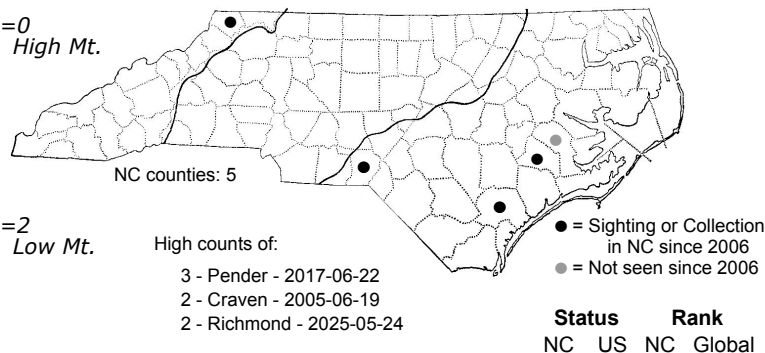 =0
High Mt.
NC counties: 5
=2
Low Mt.
High counts of:
3 - Pender - 2017-06-22
2 - Craven - 2005-06-19
2 - Richmond - 2025-05-24
= Sighting or Collection
in NC since 2006
= Not seen since 2006
Status Rank
NC US NC Global